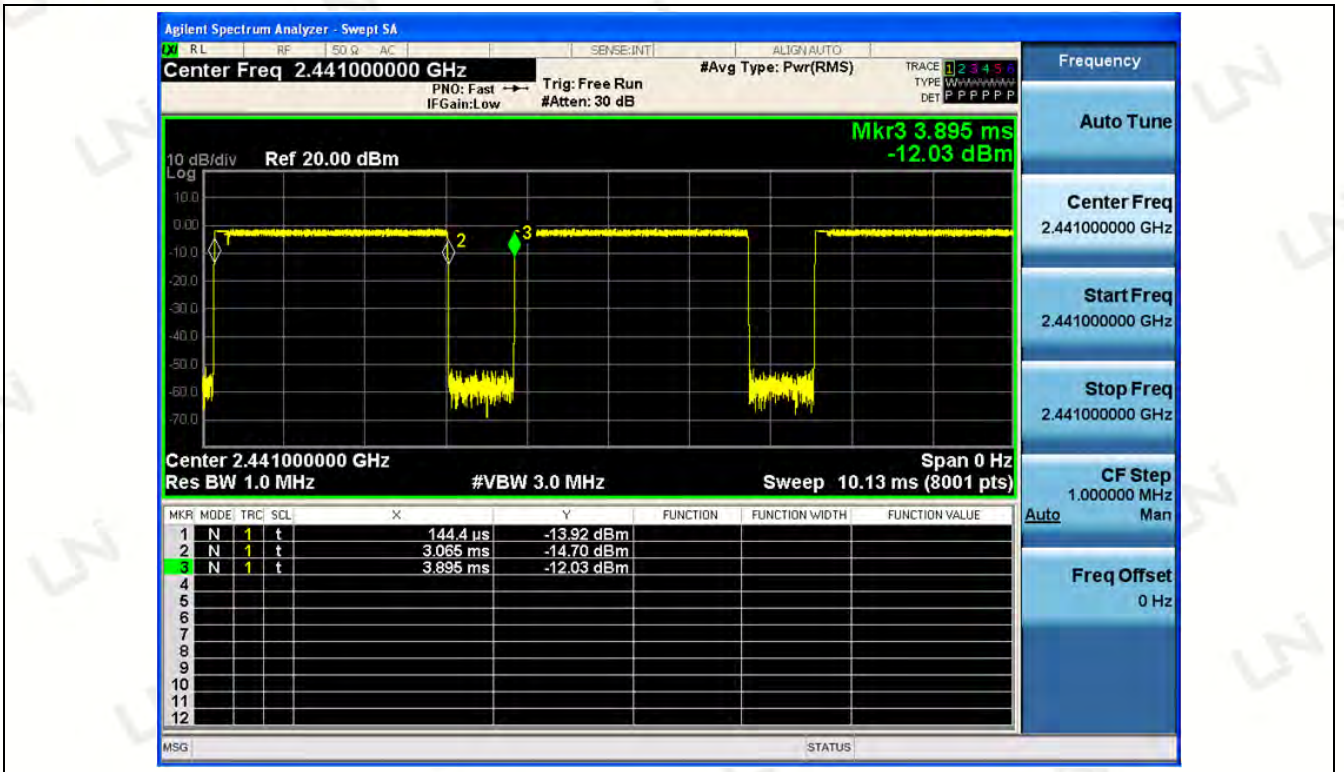 Agilent Spectrum Analyzer - Swept SA
LXI RL RF 50 Ω AC SENSE:INT ALIGN AUTO
Center Freq 2.441000000 GHz
PNO: Fast
IFGain:Low
Trig: Free Run
#Atten: 30 dB
#Avg Type: Pwr(RMS)
TRACE 1 2 3 4 5 6
TYPE
DET P P P P P P
Mkr3 3.895 ms
-12.03 dBm
10 dB/div Ref 20.00 dBm
Log
10.0
0.00
-10.0
-20.0
-30.0
-40.0
-50.0
-60.0
-70.0
2
3
Center 2.441000000 GHz Span 0 Hz
Res BW 1.0 MHz #VBW 3.0 MHz Sweep 10.13 ms (8001 pts)
MKR MODE TRC SCL X Y FUNCTION FUNCTION WIDTH FUNCTION VALUE
1 N 1 t 144.4 µs -13.92 dBm
2 N 1 t 3.065 ms -14.70 dBm
3 N 1 t 3.895 ms -12.03 dBm
4
5
6
7
8
9
10
11
12
MSG STATUS
Frequency
Auto Tune
Center Freq
2.441000000 GHz
Start Freq
2.441000000 GHz
Stop Freq
2.441000000 GHz
CF Step
1.000000 MHz
Auto Man
Freq Offset
0 Hz